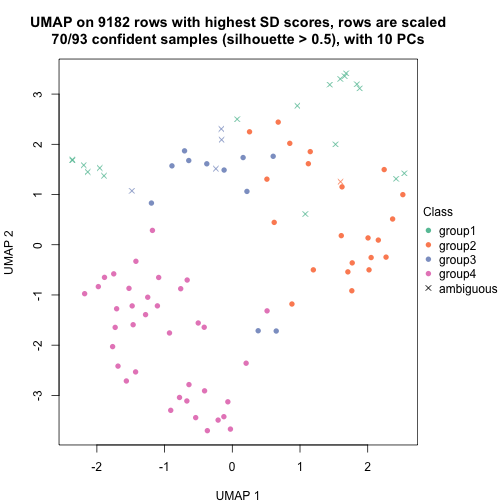 UMAP on 9182 rows with highest SD scores, rows are scaled
70/93 confident samples (silhouette > 0.5), with 10 PCs
3
2
1
0
-1
-2
-3
UMAP 2
-2
-1
0
1
2
UMAP 1
Class
group1
group2
group3
group4
ambiguous